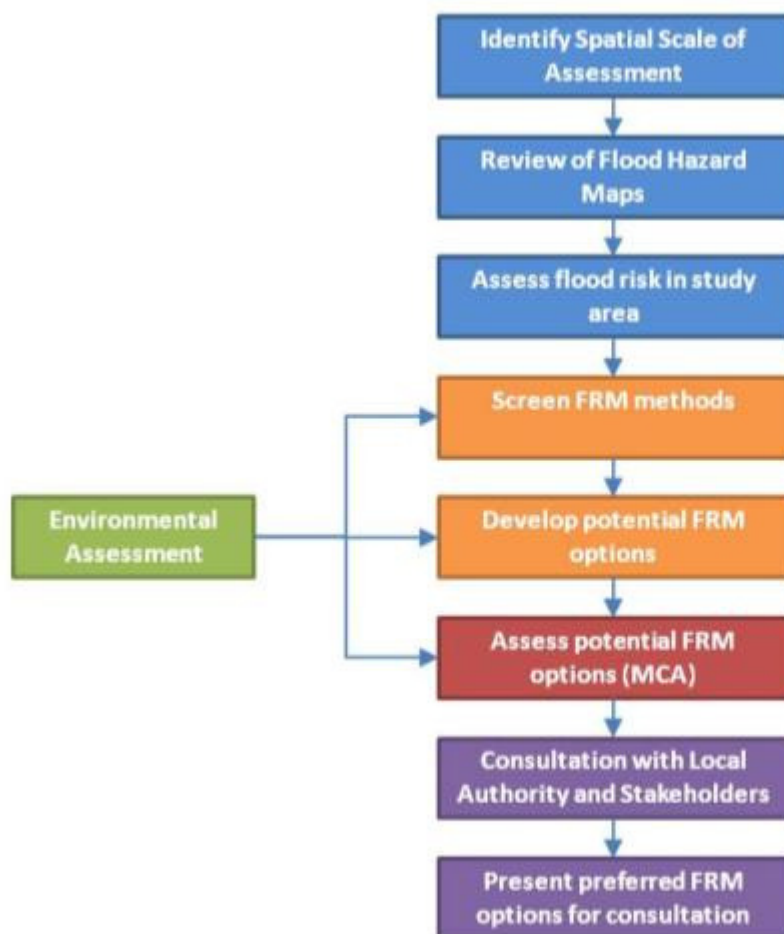 Identify Spatial Scale of
Assessment
Review of Flood Hazard
Maps
Assess flood risk in study
area
Screen FRM methods
Environmental
Assessment
Develop potential FRM
options
Assess potential FRM
options (MCA)
Consultation with Local
Authority and Stakeholders
Present preferred FRM
options for consultation